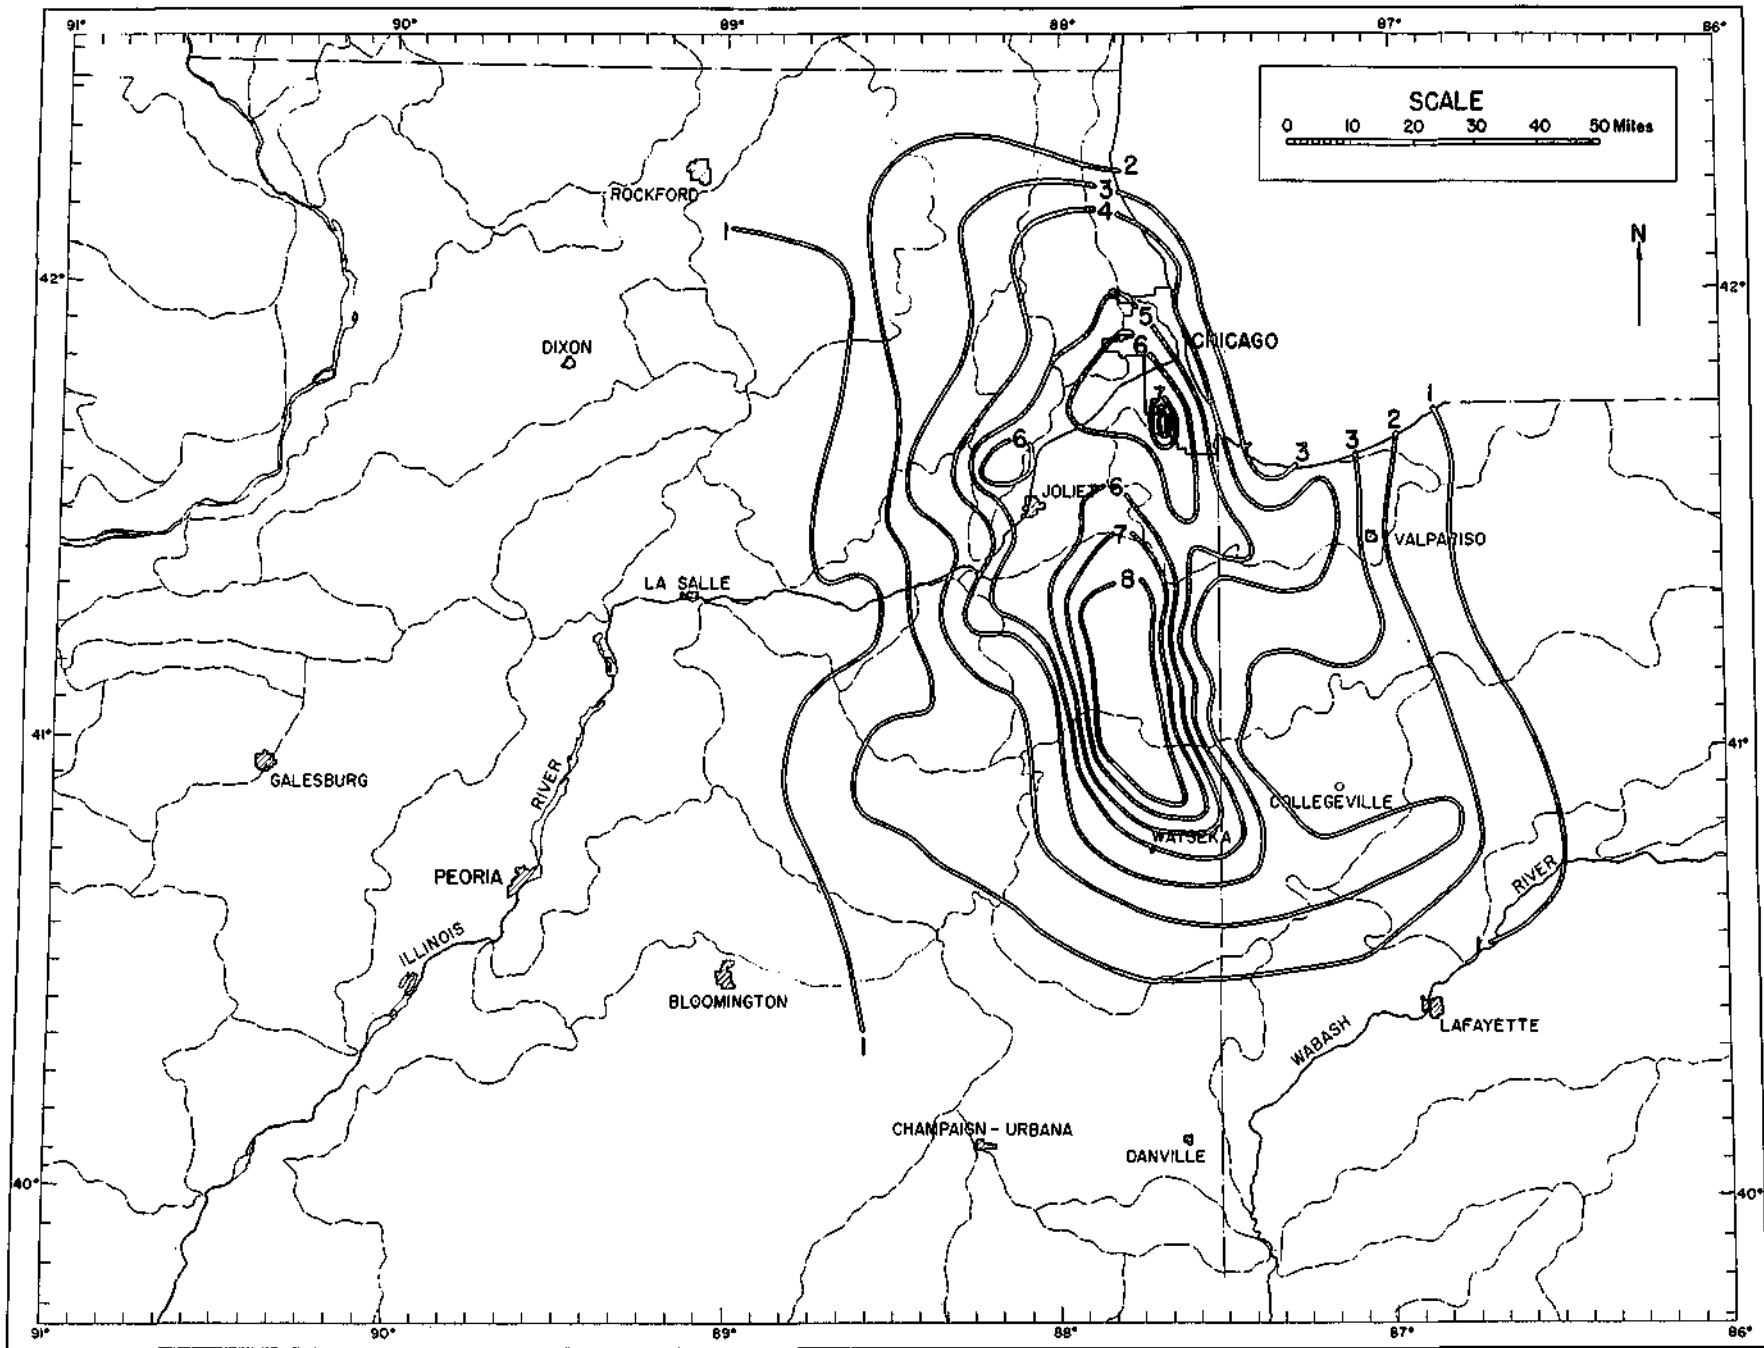 91° 90° 89° 88° 87° 86°
SCALE
0 10 20 30 40 50 Miles
2
3
ROCKFORD
4
1
N
42° 42°
5
CHICAGO
6
DIXON
7
1
2
3 3
6
JOLIET 6
7 VALPARISO
LA SALLE 8
41° 41°
GALESBURG
RIVER
COLLEGEVILLE
WATSEKA
PEORIA
RIVER
ILLINOIS
1
BLOOMINGTON
LAFAYETTE
WABASH
1
CHAMPAIGN - URBANA
DANVILLE
40° 40°
91° 90° 89° 88° 87° 86°